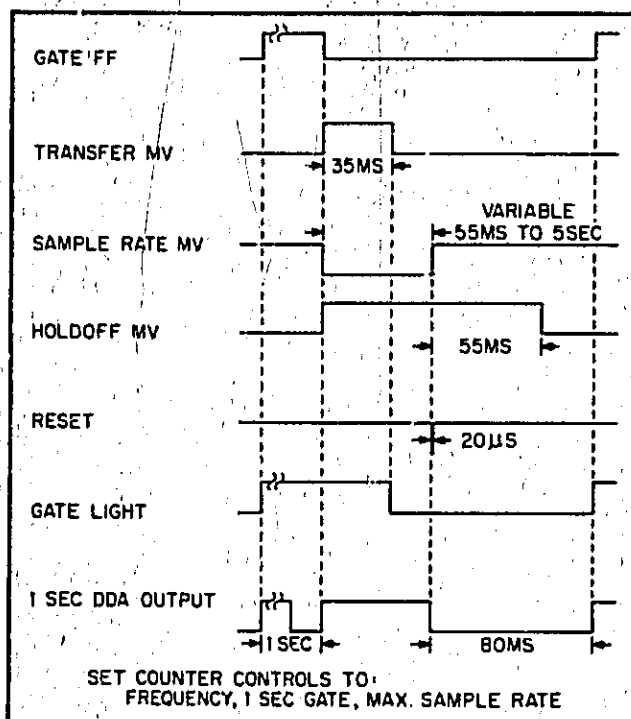 GATE FF
TRANSFER MV
35MS
VARIABLE
SAMPLE RATE MV
55MS TO 5SEC
HOLDOFF MV
55MS
RESET
20μS
GATE LIGHT
1 SEC DDA OUTPUT
1 SEC
80MS
SET COUNTER CONTROLS TO:
FREQUENCY, 1 SEC GATE, MAX. SAMPLE RATE